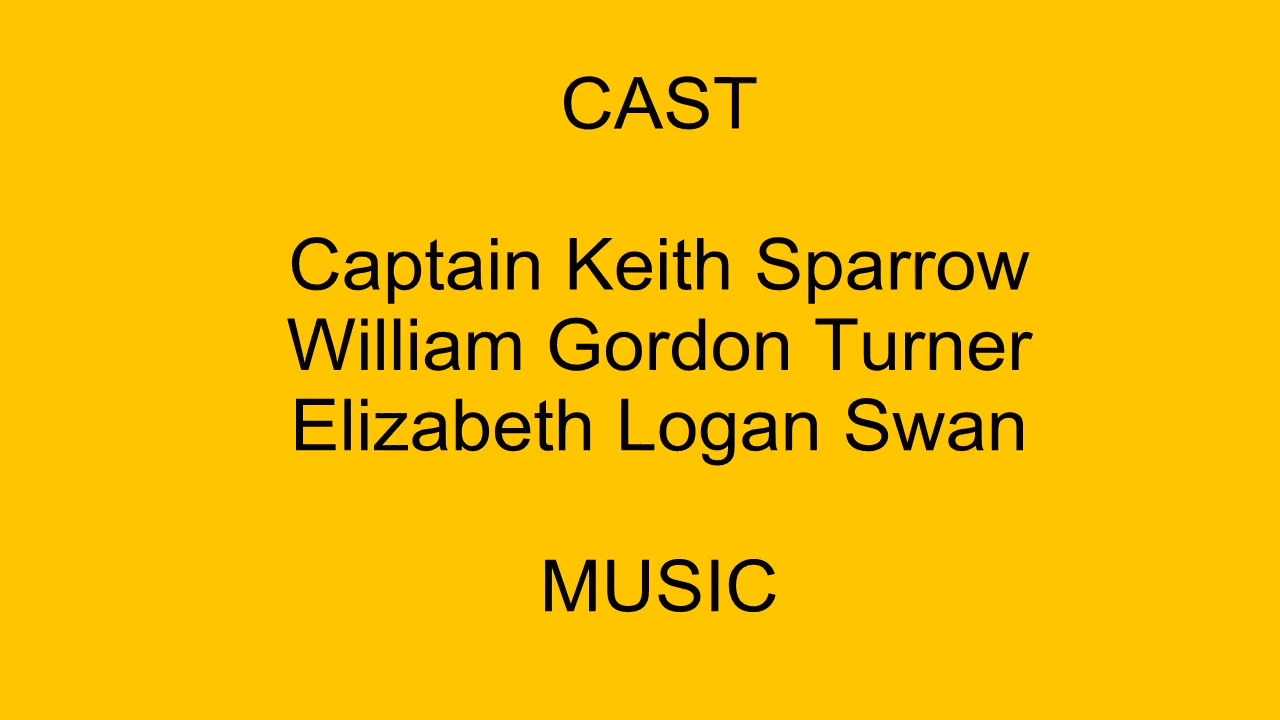 CAST
Captain Keith Sparrow
William Gordon Turner
Elizabeth Logan Swan
MUSIC